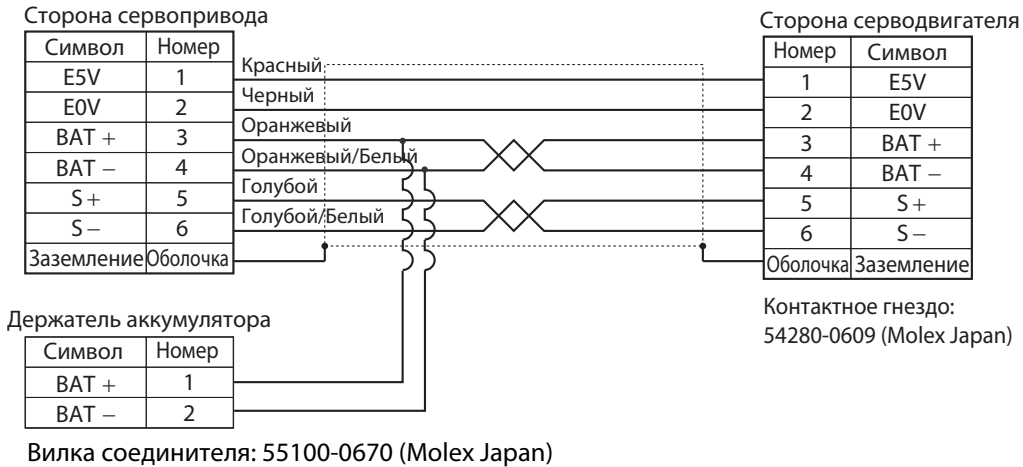 Сторона сервопривода
Символ Номер
E5V 1
E0V 2
BAT + 3
BAT − 4
S + 5
S − 6
Заземление Оболочка
Красный
Черный
Оранжевый
Оранжевый/Белый
Голубой
Голубой/Белый
Сторона серводвигателя
Номер Символ
1 E5V
2 E0V
3 BAT +
4 BAT −
5 S +
6 S −
Оболочка Заземление
Контактное гнездо:
54280-0609 (Molex Japan)
Держатель аккумулятора
Символ Номер
BAT + 1
BAT − 2
Вилка соединителя: 55100-0670 (Molex Japan)